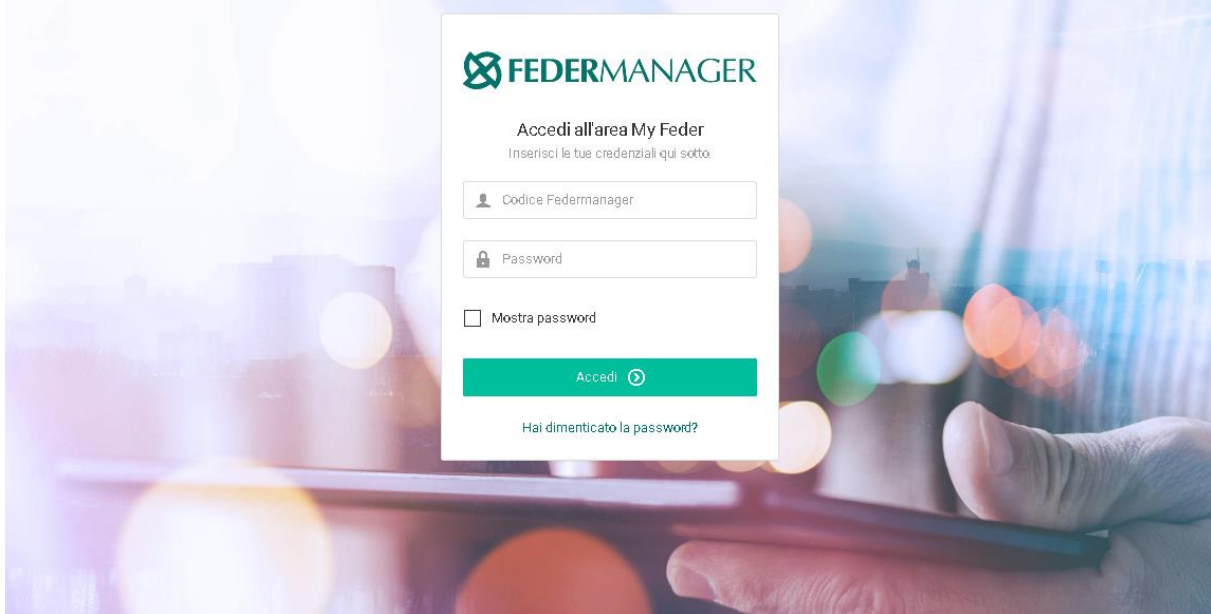 FEDERMANAGER
Accedi all'area My Feder
Inserisci le tue credenziali qui sotto.
Codice Federmanager
Password
Mostra password
Accedi
Hai dimenticato la password?